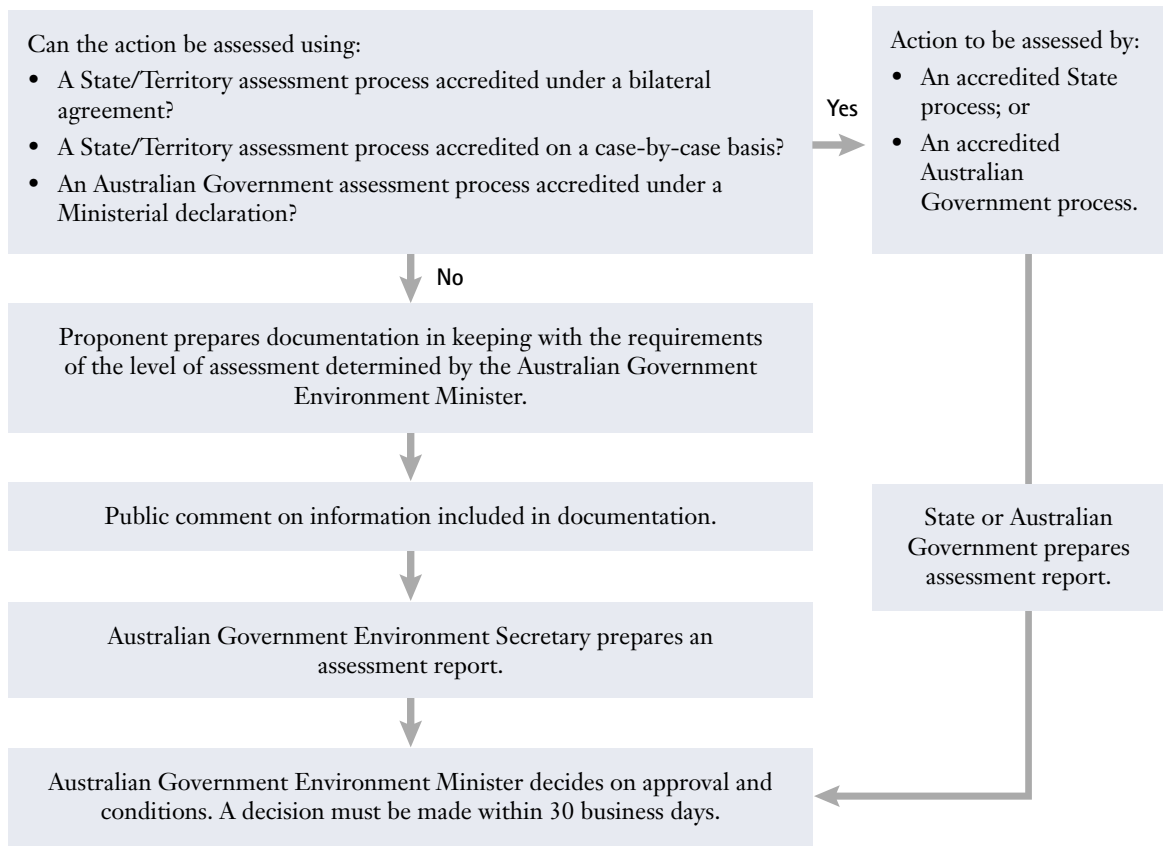 Can the action be assessed using:
• A State/Territory assessment process accredited under a bilateral
agreement?
• A State/Territory assessment process accredited on a case-by-case basis?
• An Australian Government assessment process accredited under a
Ministerial declaration?
Yes
Action to be assessed by:
• An accredited State
process; or
• An accredited
Australian
Government process.
No
Proponent prepares documentation in keeping with the requirements
of the level of assessment determined by the Australian Government
Environment Minister.
Public comment on information included in documentation.
State or Australian
Government prepares
assessment report.
Australian Government Environment Secretary prepares an
assessment report.
Australian Government Environment Minister decides on approval and
conditions. A decision must be made within 30 business days.